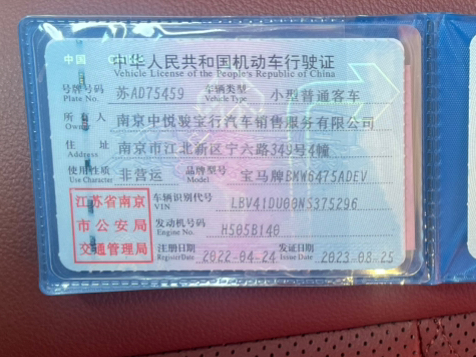 中华人民共和国机动车行驶证
Vehicle License of the People's Republic of China
号牌号码 Plate No. 苏AD75459 车辆类型 Vehicle Type 小型普通客车
所有人 Owner 南京中悦骏宝行汽车销售服务有限公司
住址 Address 南京市江北新区宁六路349号4幢
使用性质 Use Character 非营运 品牌型号 Model 宝马牌BMW6475ADEV
江苏省南京市公安局交通管理局
车辆识别代号 VIN LBV41DU00NS375296
发动机号码 Engine No. H505B140
注册日期 Register Date 2022-04-24 发证日期 Issue Date 2023-08-25